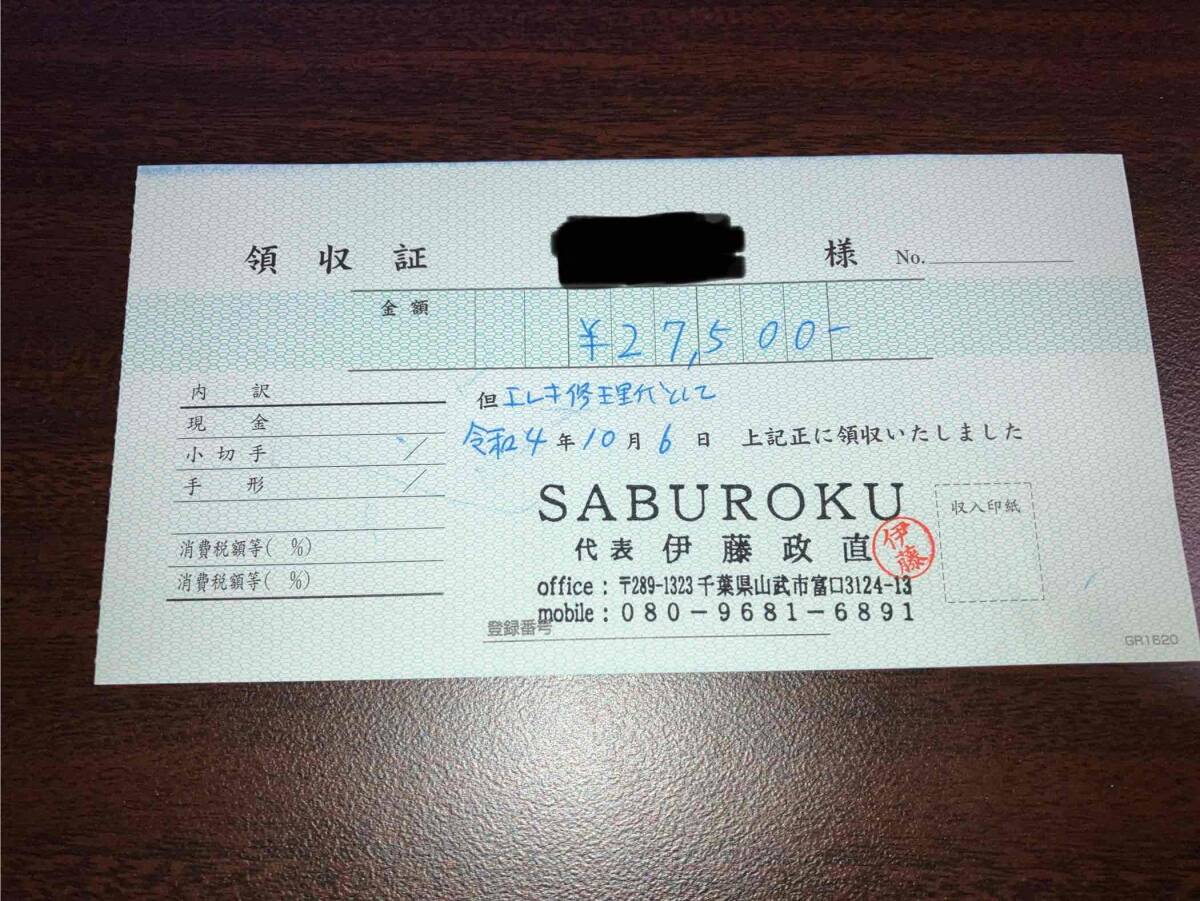 領収証 様 No.
金額 ¥27,500-
但エレキ修理代として
令和4年10月6日 上記正に領収いたしました
内訳
現金
小切手 /
手形 /
消費税額等( %)
消費税額等( %)
SABUROKU
代表 伊藤政直
伊藤
office:〒289-1323千葉県山武市富口3124-13
mobile:080-9681-6891
登録番号
収入印紙
GR1620